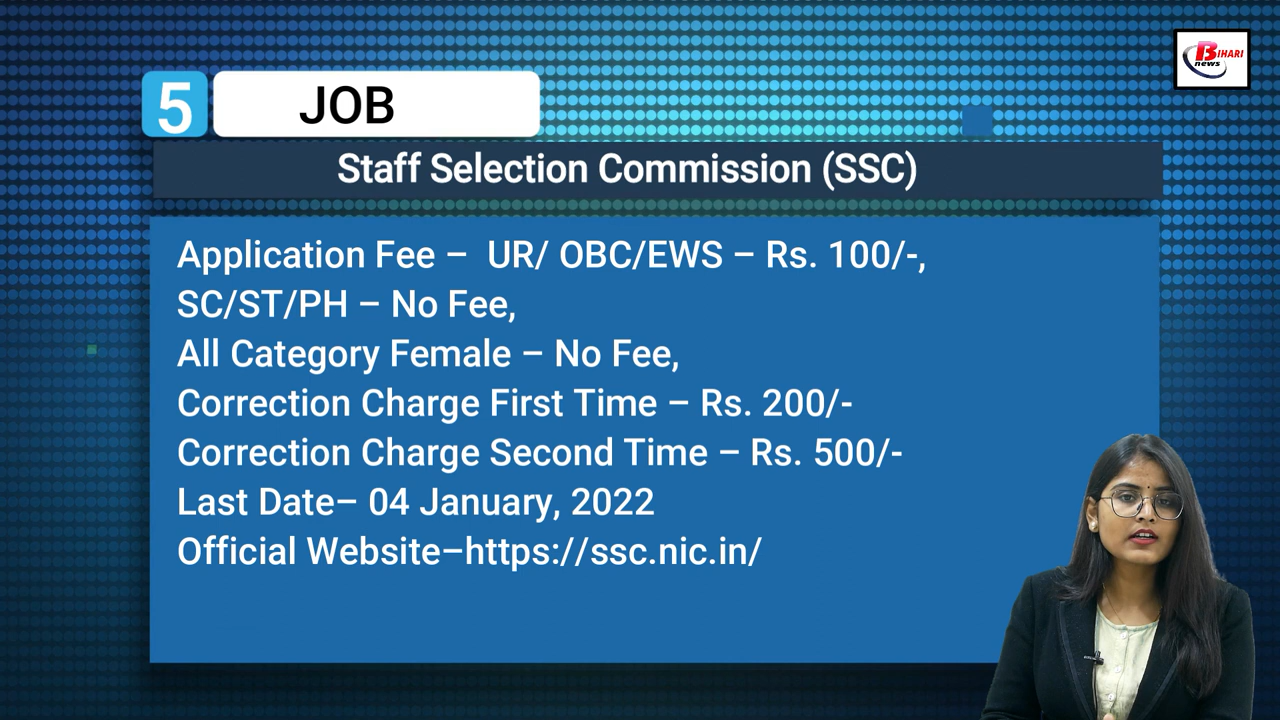 BIHARI
news
5
JOB
Staff Selection Commission (SSC)
Application Fee – UR/ OBC/EWS – Rs. 100/-,
SC/ST/PH – No Fee,
All Category Female – No Fee,
Correction Charge First Time – Rs. 200/-
Correction Charge Second Time – Rs. 500/-
Last Date– 04 January, 2022
Official Website–https://ssc.nic.in/